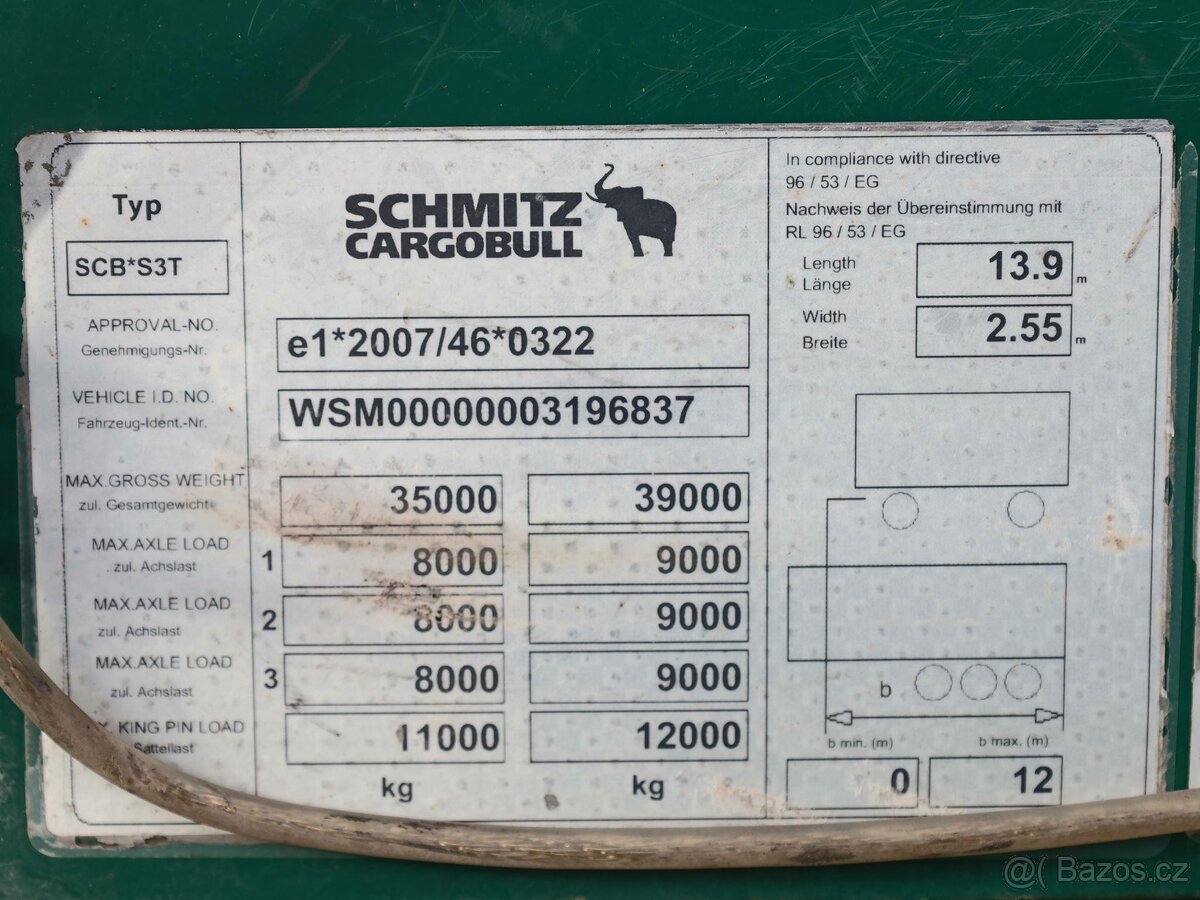 Typ
SCB*S3T
SCHMITZ
CARGOBULL
APPROVAL-NO.
Genehmigungs-Nr.
e1*2007/46*0322
VEHICLE I.D. NO.
Fahrzeug-Ident.-Nr.
WSM00000003196837
MAX.GROSS WEIGHT
zul. Gesamtgewicht
35000 39000
MAX.AXLE LOAD
zul. Achslast
1 8000 9000
MAX.AXLE LOAD
zul. Achslast
2 8000 9000
MAX.AXLE LOAD
zul. Achslast
3 8000 9000
KING PIN LOAD
Sattellast
11000 12000
kg kg
In compliance with directive
96 / 53 / EG
Nachweis der Übereinstimmung mit
RL 96 / 53 / EG
Length
Länge
13.9 m
Width
Breite
2.55 m
b
b min. (m) b max. (m)
0 12
@( Bazos.cz